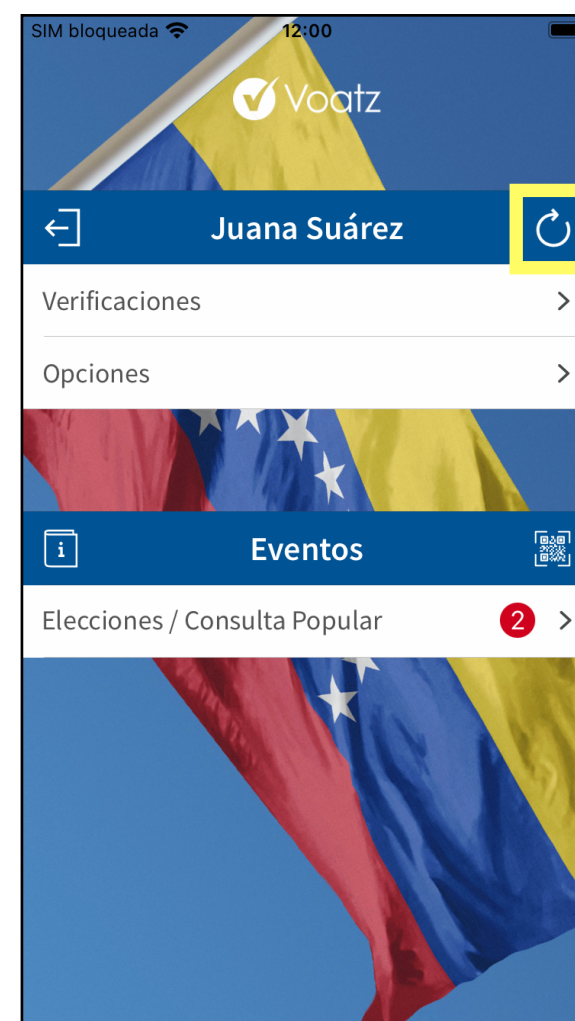 SIM bloqueada 12:00
Voatz
Juana Suárez
Verificaciones
Opciones
Eventos
Elecciones / Consulta Popular 2